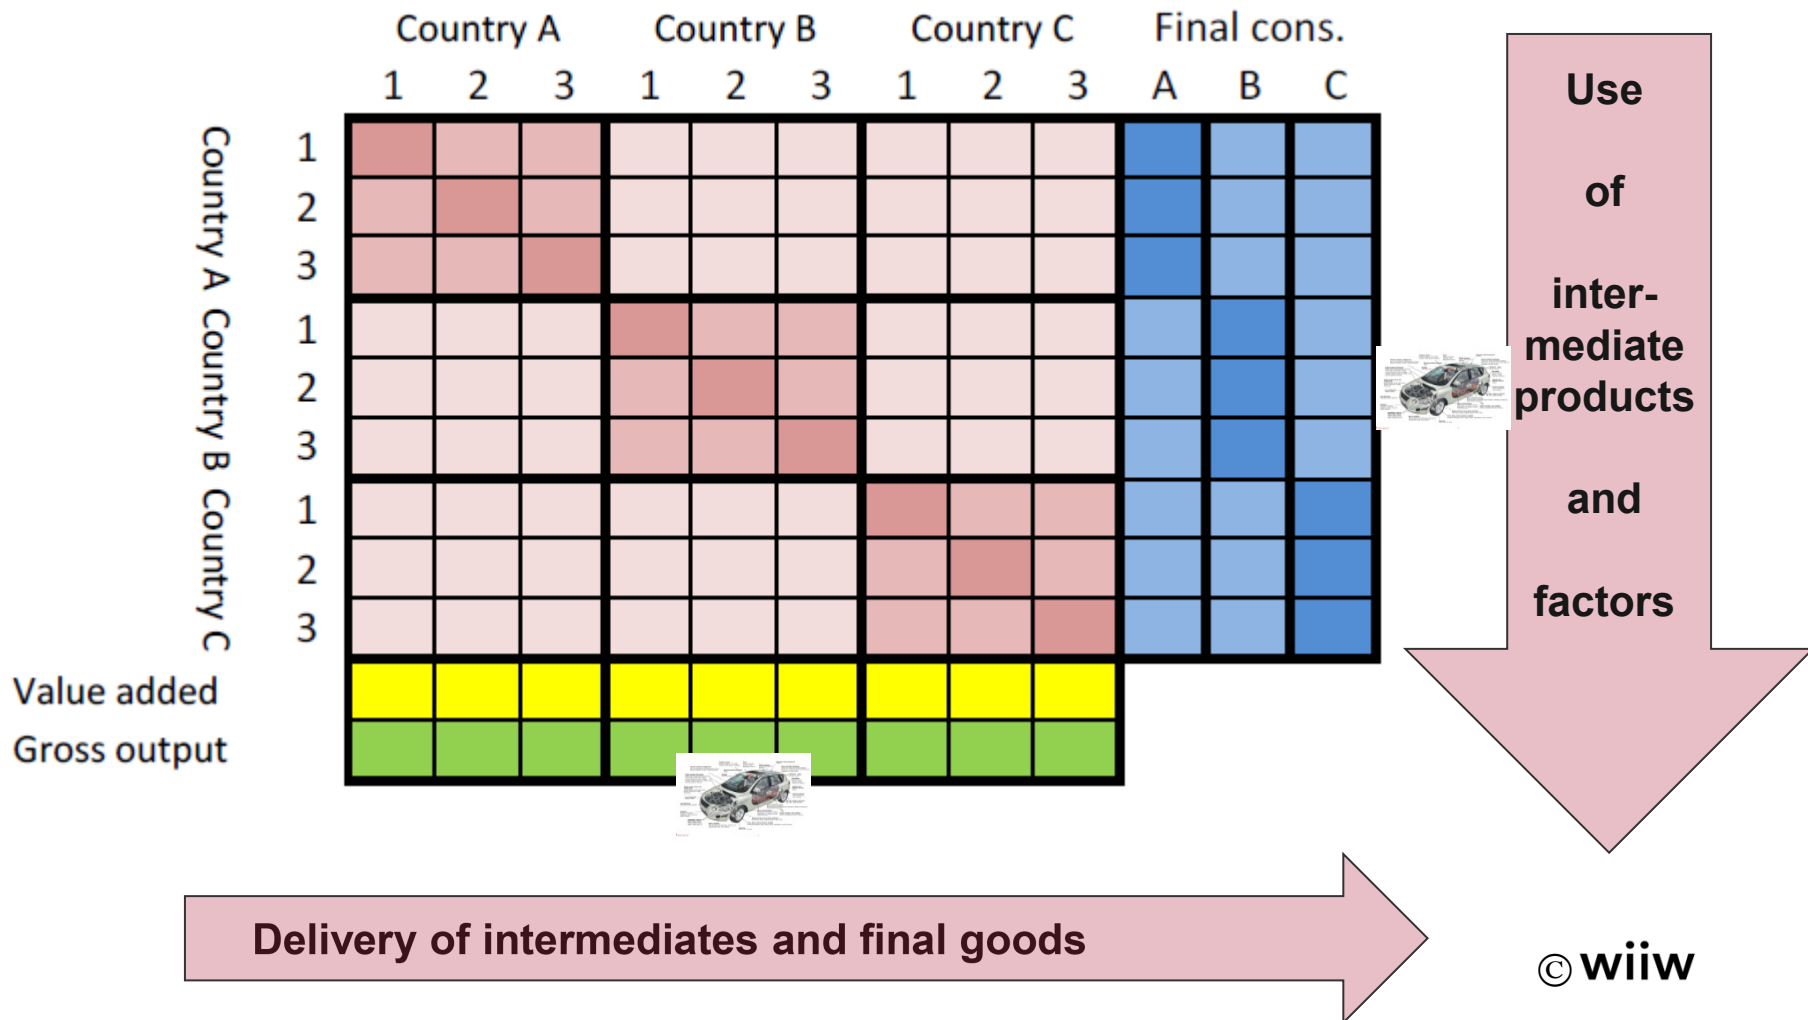 Country A Country B Country C Final cons.
1 2 3 1 2 3 1 2 3 A B C
Country A
1
2
3
Country B
1
2
3
Country C
1
2
3
Value added
Gross output
Use
of
inter-
mediate
products
and
factors
Delivery of intermediates and final goods
© wiiw